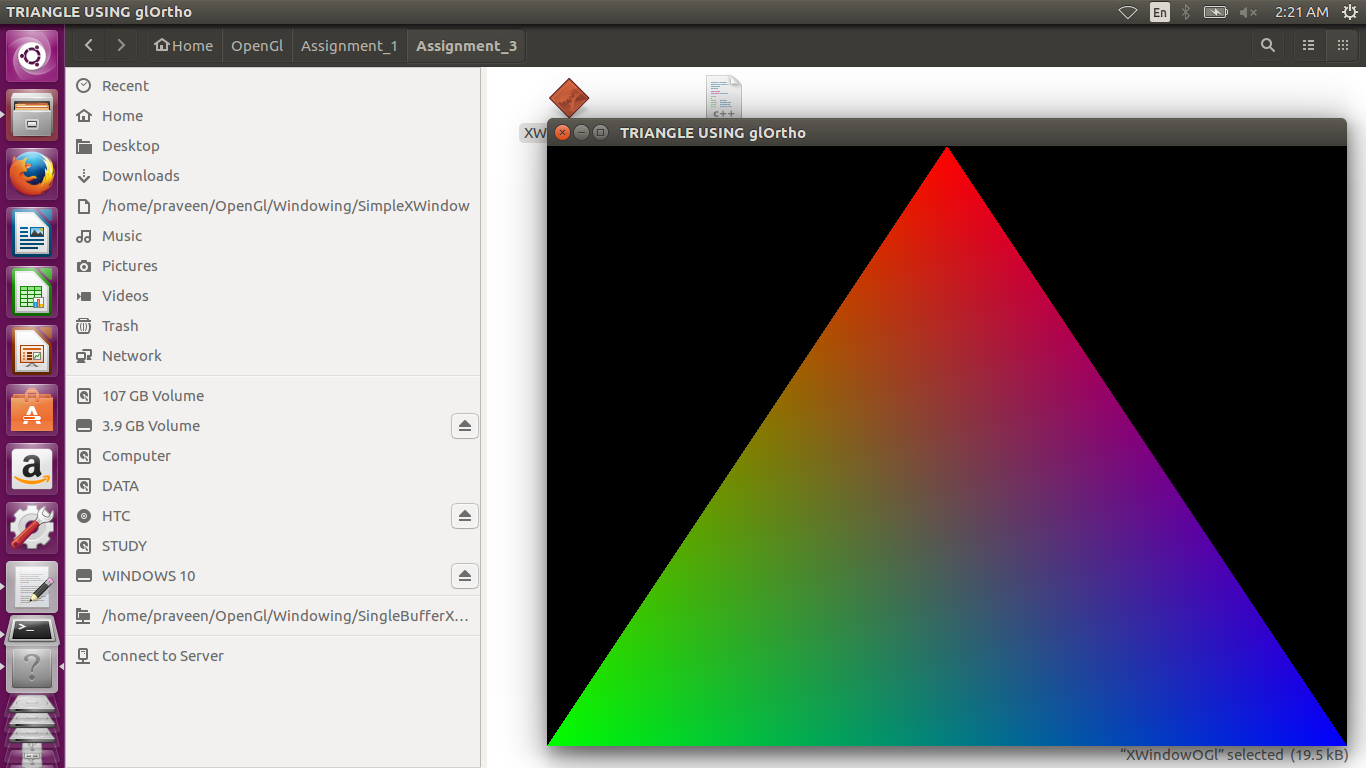 TRIANGLE USING glOrtho
En
2:21 AM
Home
OpenGl
Assignment_1
Assignment_3
Recent
Home
Desktop
Downloads
/home/praveen/OpenGl/Windowing/SimpleXWindow
Music
Pictures
Videos
Trash
Network
107 GB Volume
3.9 GB Volume
Computer
DATA
HTC
STUDY
WINDOWS 10
/home/praveen/OpenGl/Windowing/SingleBufferX...
Connect to Server
c++
XW
TRIANGLE USING glOrtho
"XWindowOGl" selected (19.5 kB)